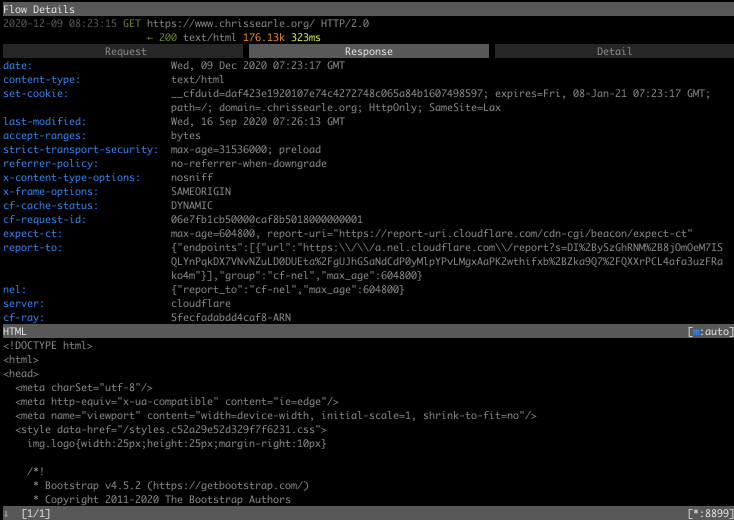 Flow Details
2020-12-09 08:23:15 GET https://www.chrissearle.org/ HTTP/2.0
← 200 text/html 176.13k 323ms
Request Response Detail
date: Wed, 09 Dec 2020 07:23:17 GMT
content-type: text/html
set-cookie: __cfduid=daf423e1920107e74c4272748c065a84b1607498597; expires=Fri, 08-Jan-21 07:23:17 GMT;
path=/; domain=.chrissearle.org; HttpOnly; SameSite=Lax
last-modified: Wed, 16 Sep 2020 07:26:13 GMT
accept-ranges: bytes
strict-transport-security: max-age=31536000; preload
referrer-policy: no-referrer-when-downgrade
x-content-type-options: nosniff
x-frame-options: SAMEORIGIN
cf-cache-status: DYNAMIC
cf-request-id: 06e7fb1cb50000caf8b5018000000001
expect-ct: max-age=604800, report-uri="https://report-uri.cloudflare.com/cdn-cgi/beacon/expect-ct"
report-to: {"endpoints":[{"url":"https:\\/\\/a.nel.cloudflare.com\\/report?s=DI%2BySzGhRNM%2B8jOmOeM7IS
QLYnPqkDX7VNvNZuLD0DUEta%2FgUJhGSaNdCdP0yMlpYPvLMgxAaPK2wthifxb%2BZka9Q7%2FQXXrPCL4afa3uzFRa
ko4m"}],"group":"cf-nel","max_age":604800}
nel: {"report_to":"cf-nel","max_age":604800}
server: cloudflare
cf-ray: 5fecfadabdd4caf8-ARN
HTML [m:auto]
<!DOCTYPE html>
<html>
<head>
<meta charSet="utf-8"/>
<meta http-equiv="x-ua-compatible" content="ie=edge"/>
<meta name="viewport" content="width=device-width, initial-scale=1, shrink-to-fit=no"/>
<style data-href="/styles.c52a29e52d329f7f6231.css">
img.logo{width:25px;height:25px;margin-right:10px}
/*!
* Bootstrap v4.5.2 (https://getbootstrap.com/)
* Copyright 2011-2020 The Bootstrap Authors
↓ [1/1] [*:8899]